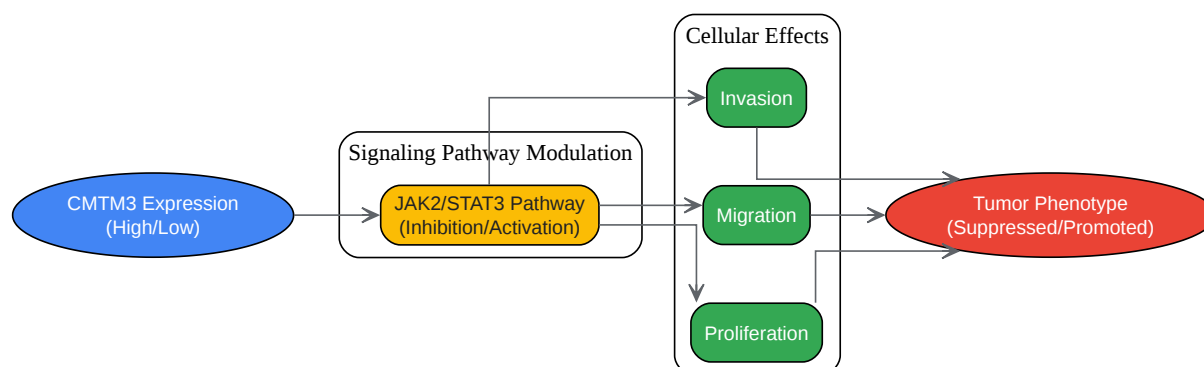 Cellular Effects
Invasion
Signaling Pathway Modulation
CMTM3 Expression
(High/Low)
JAK2/STAT3 Pathway
(Inhibition/Activation)
Migration
Tumor Phenotype
(Suppressed/Promoted)
Proliferation